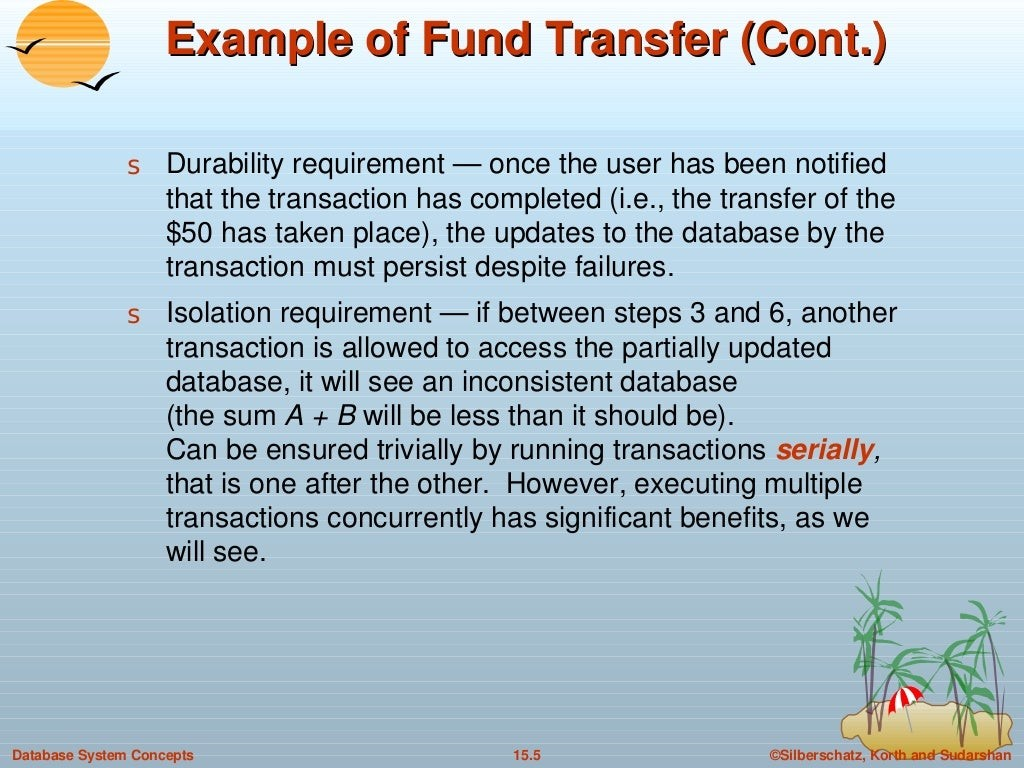 Example of Fund Transfer (Cont.)
s Durability requirement — once the user has been notified
that the transaction has completed (i.e., the transfer of the
$50 has taken place), the updates to the database by the
transaction must persist despite failures.
s Isolation requirement — if between steps 3 and 6, another
transaction is allowed to access the partially updated
database, it will see an inconsistent database
(the sum A + B will be less than it should be).
Can be ensured trivially by running transactions serially,
that is one after the other.  However, executing multiple
transactions concurrently has significant benefits, as we
will see.
Database System Concepts 15.5 ©Silberschatz, Korth and Sudarshan